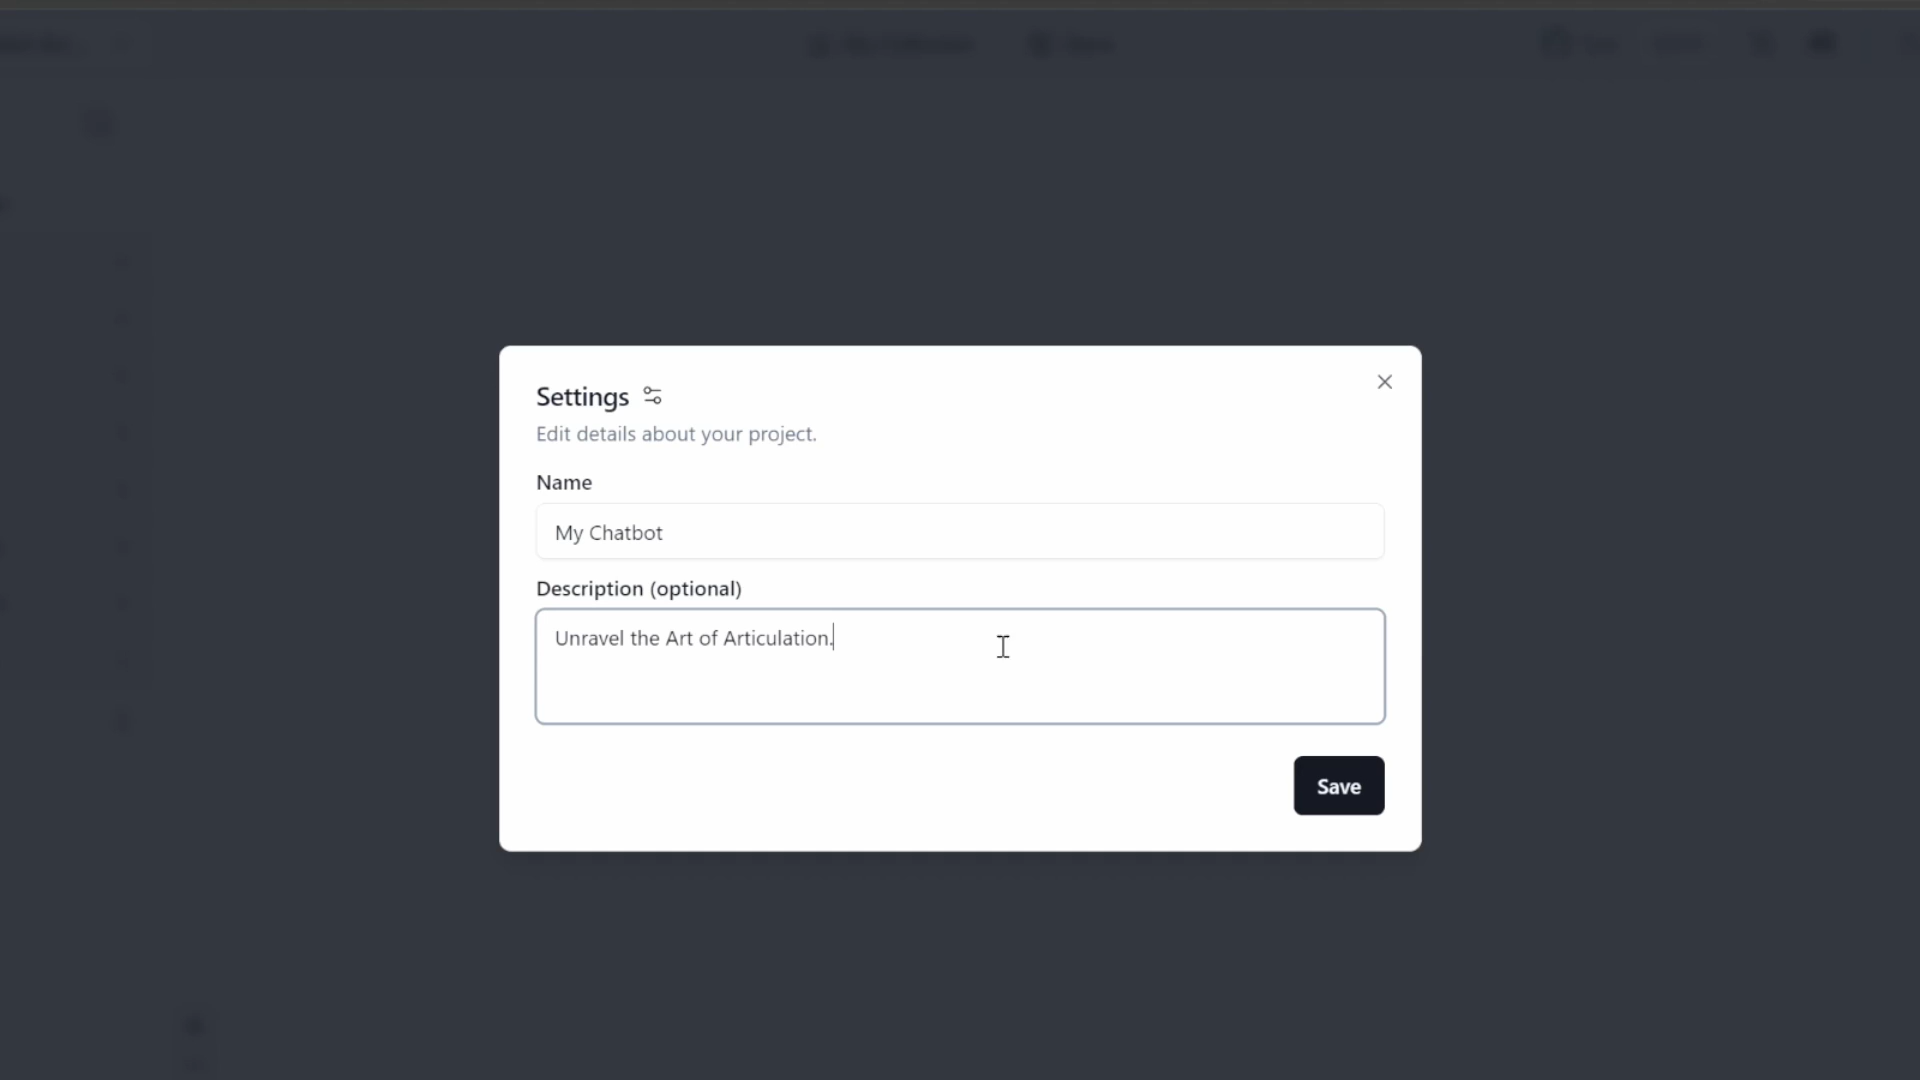 Settings
Edit details about your project.
Name
My Chatbot
Description (optional)
Unravel the Art of Articulation.
Save